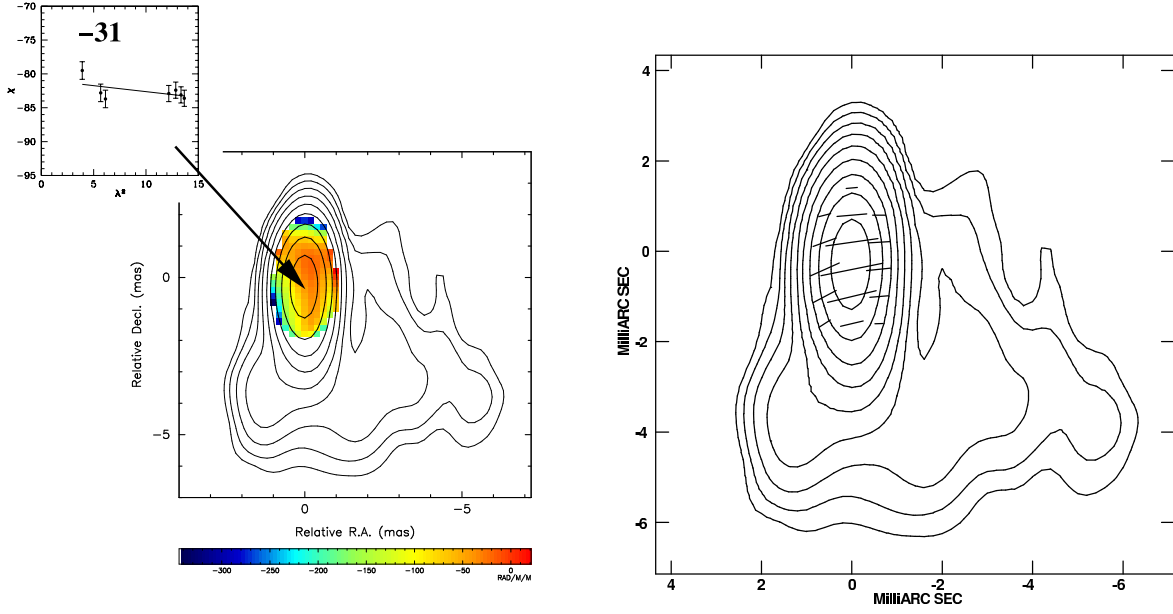 -70
-75
-80
-85
-90
-95
χ
−31
0 5 10 15
λ²
Relative Decl. (mas)
0
−5
0 −5
Relative R.A. (mas)
−300 −250 −200 −150 −100 −50 0
RAD/M/M
MilliARC SEC
4
2
0
-2
-4
-6
4 2 0 -2 -4 -6
MilliARC SEC